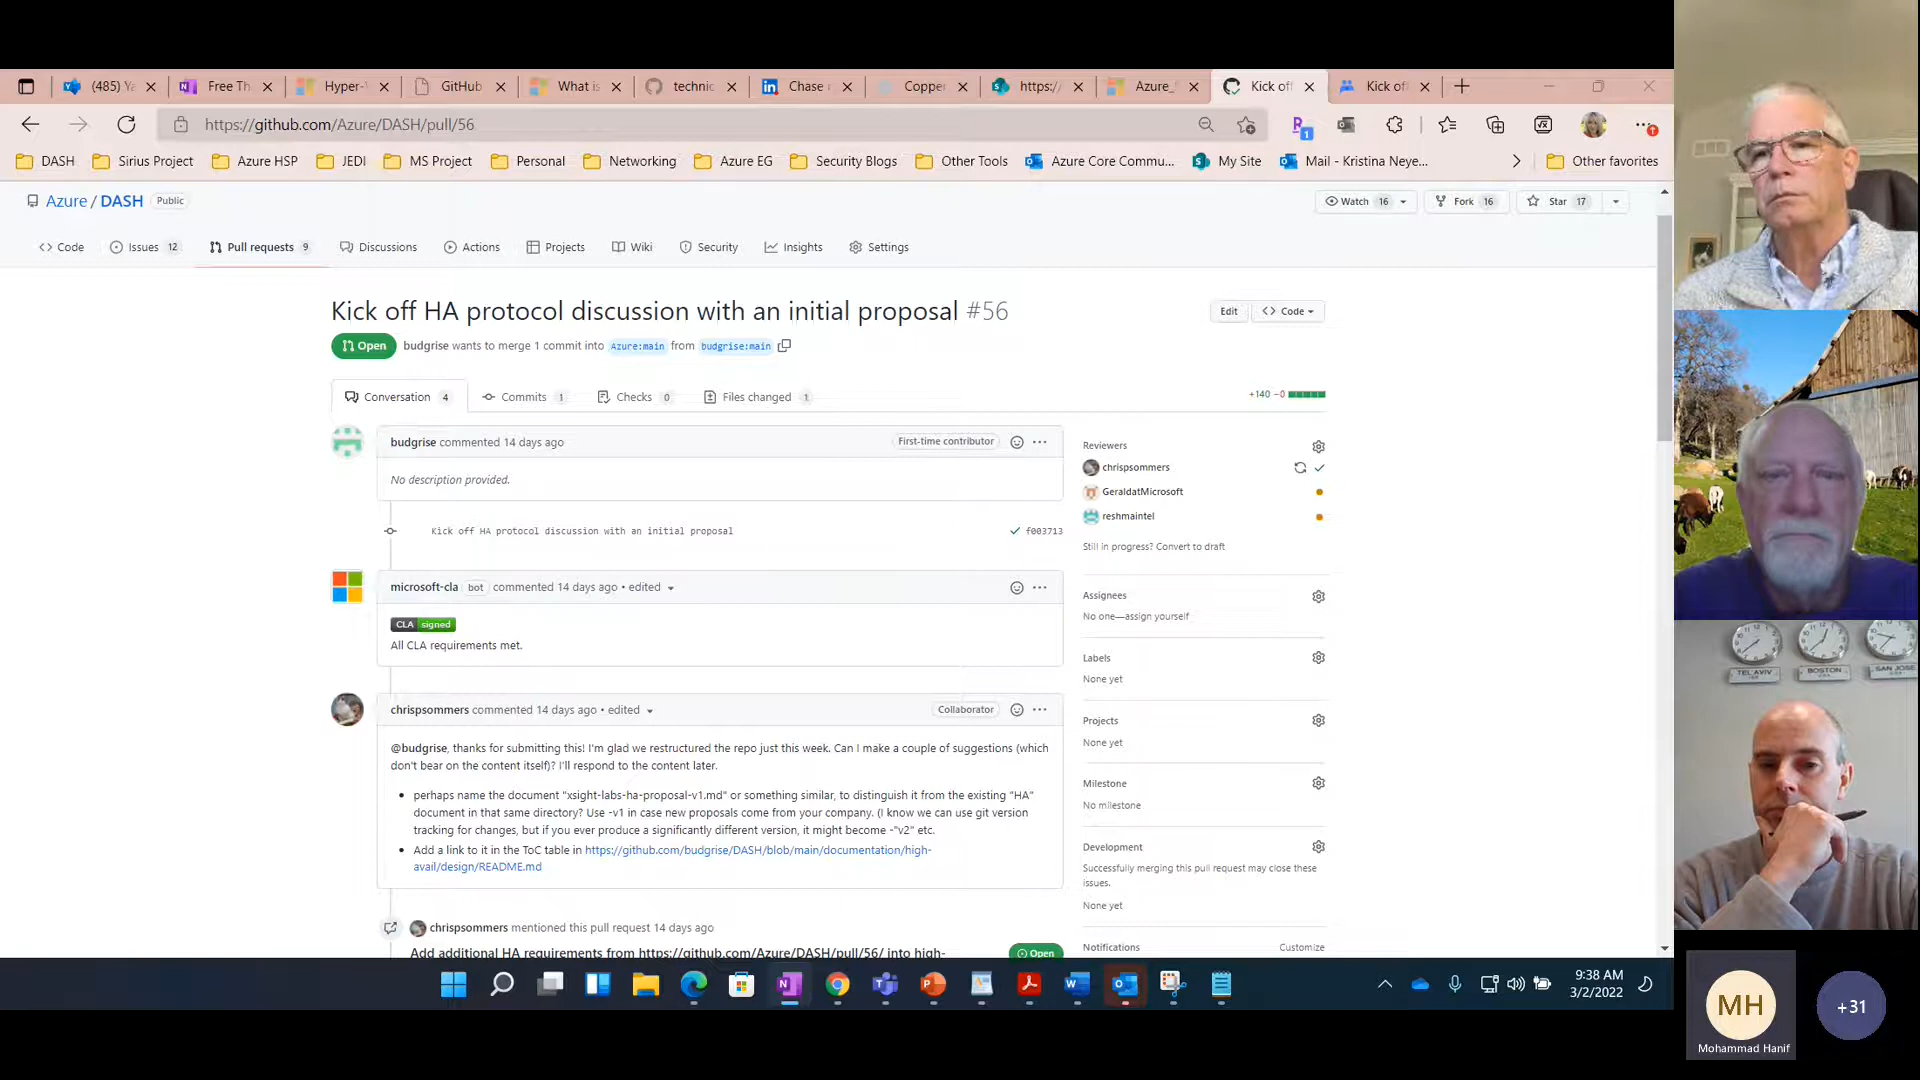 (485) Ya
Free Th
Hyper-V
GitHub
What is
technic
Chase
Copper
https:/
Azure_
Kick off
Kick of
https://github.com/Azure/DASH/pull/56
1
DASH
Sirius Project
Azure HSP
JEDI
MS Project
Personal
Networking
Azure EG
Security Blogs
Other Tools
Azure Core Commu...
My Site
Mail - Kristina Neye...
Other favorites
Azure / DASH Public
Watch 16
Fork 16
Star 17
Code
Issues 12
Pull requests 9
Discussions
Actions
Projects
Wiki
Security
Insights
Settings
Kick off HA protocol discussion with an initial proposal #56
Edit
<> Code
Open
budgrise wants to merge 1 commit into Azure:main from budgrise:main
Conversation 4
Commits 1
Checks 0
Files changed 1
+140 −0
budgrise commented 14 days ago
First-time contributor
No description provided.
Kick off HA protocol discussion with an initial proposal
f003713
microsoft-cla bot commented 14 days ago • edited
CLA signed
All CLA requirements met.
chrispsommers commented 14 days ago • edited
Collaborator
@budgrise, thanks for submitting this! I'm glad we restructured the repo just this week. Can I make a couple of suggestions (which
don't bear on the content itself)? I'll respond to the content later.
• perhaps name the document "xsight-labs-ha-proposal-v1.md" or something similar, to distinguish it from the existing "HA"
document in that same directory? Use -v1 in case new proposals come from your company. (I know we can use git version
tracking for changes, but if you ever produce a significantly different version, it might become -"v2" etc.
• Add a link to it in the ToC table in https://github.com/budgrise/DASH/blob/main/documentation/high-
avail/design/README.md
chrispsommers mentioned this pull request 14 days ago
Add additional HA requirements from https://github.com/Azure/DASH/pull/56/ into high-
Open
Reviewers
chrispsommers
GeraldatMicrosoft
reshmaintel
Still in progress? Convert to draft
Assignees
No one—assign yourself
Labels
None yet
Projects
None yet
Milestone
No milestone
Development
Successfully merging this pull request may close these
issues.
None yet
Notifications
Customize
9:38 AM
3/2/2022
TEL AVIV
BOSTON
SAN JOSE
MH
Mohammad Hanif
+31